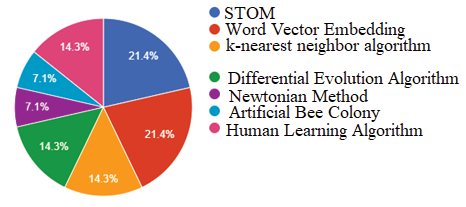 STOM
Word Vector Embedding
k-nearest neighbor algorithm
Differential Evolution Algorithm
Newtonian Method
Artificial Bee Colony
Human Learning Algorithm
14.3%
21.4%
7.1%
7.1%
21.4%
14.3%
14.3%